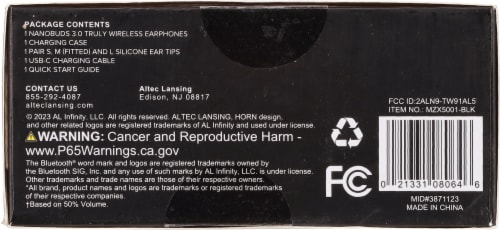 PACKAGE CONTENTS
1 NANOBUDS 3.0 TRULY WIRELESS EARPHONES
1 CHARGING CASE
1 PAIR S, M (FITTED) AND L SILICONE EAR TIPS
1 USB-C CHARGING CABLE
1 QUICK START GUIDE
CONTACT US
855-292-4087
alteclansing.com
Altec Lansing
Edison, NJ 08817
© 2023 AL Infinity, LLC. All rights reserved. ALTEC LANSING, HORN design,
and other related logos are registered trademarks of AL Infinity and used under license.
⚠WARNING: Cancer and Reproductive Harm -
www.P65Warnings.ca.gov
The Bluetooth® word mark and logos are registered trademarks owned by
the Bluetooth SIG, Inc. and any use of such marks by AL Infinity, LLC. is under license.
Other trademarks and trade names are those of their respective owners.
*All brand, product names and logos are trademarks or registered trademarks
of their respective companies.
†Based on 50% Volume.
FC
FCC ID:2ALN9-TW91AL5
ITEM NO.: MZX5001-BLK
0 21331 08064 6
MID#3871123
MADE IN CHINA